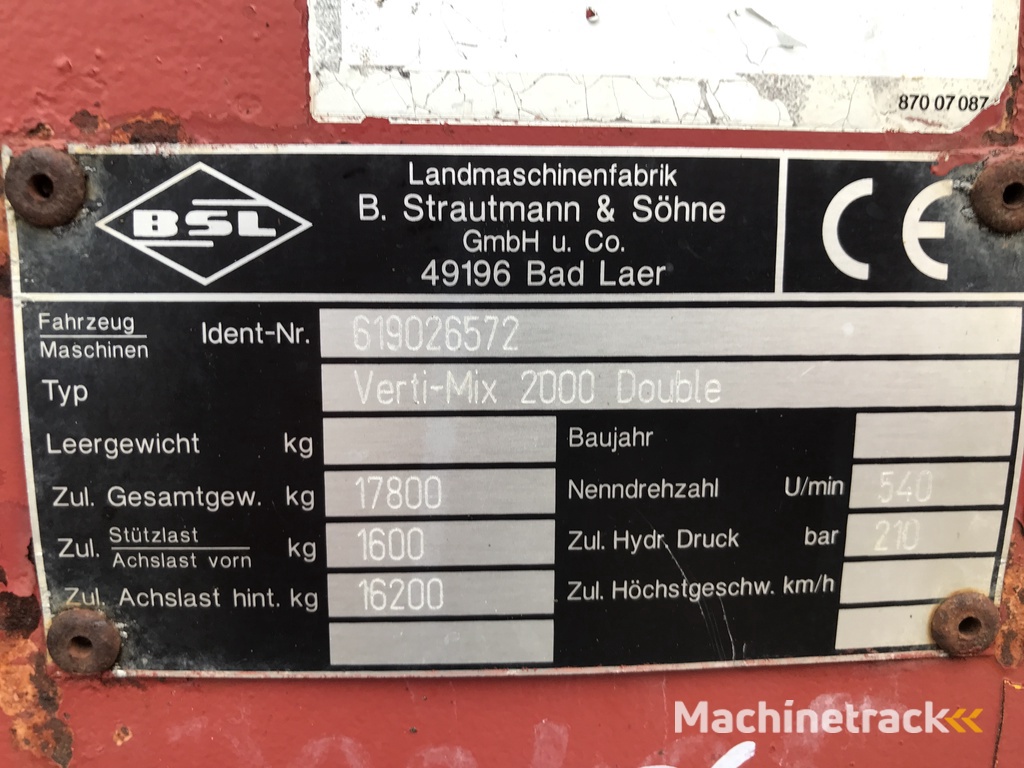 870 07 087
BSL
Landmaschinenfabrik
B. Strautmann & Söhne
GmbH u. Co.
49196 Bad Laer
CE
Fahrzeug
Maschinen
Ident-Nr. 619026572
Typ Verti-Mix 2000 Double
Leergewicht kg
Baujahr
Zul. Gesamtgew. kg 17800
Nenndrehzahl U/min 540
Zul. Stützlast
Achslast vorn kg 1600
Zul. Hydr. Druck bar 210
Zul. Achslast hint. kg 16200
Zul. Höchstgeschw. km/h
Machinetrack